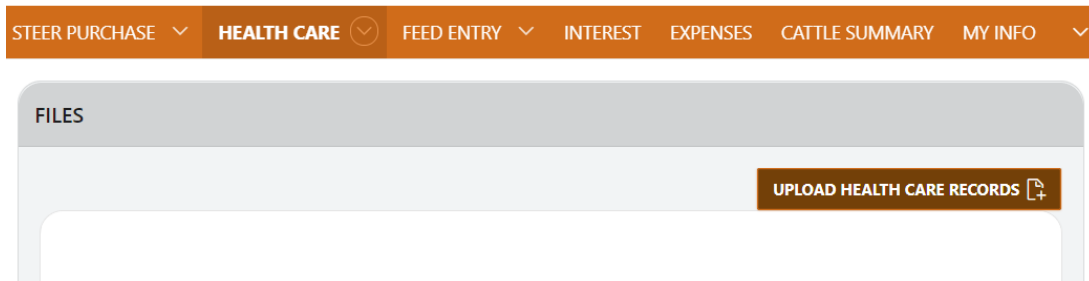 STEER PURCHASE HEALTH CARE FEED ENTRY INTEREST EXPENSES CATTLE SUMMARY MY INFO
FILES
UPLOAD HEALTH CARE RECORDS